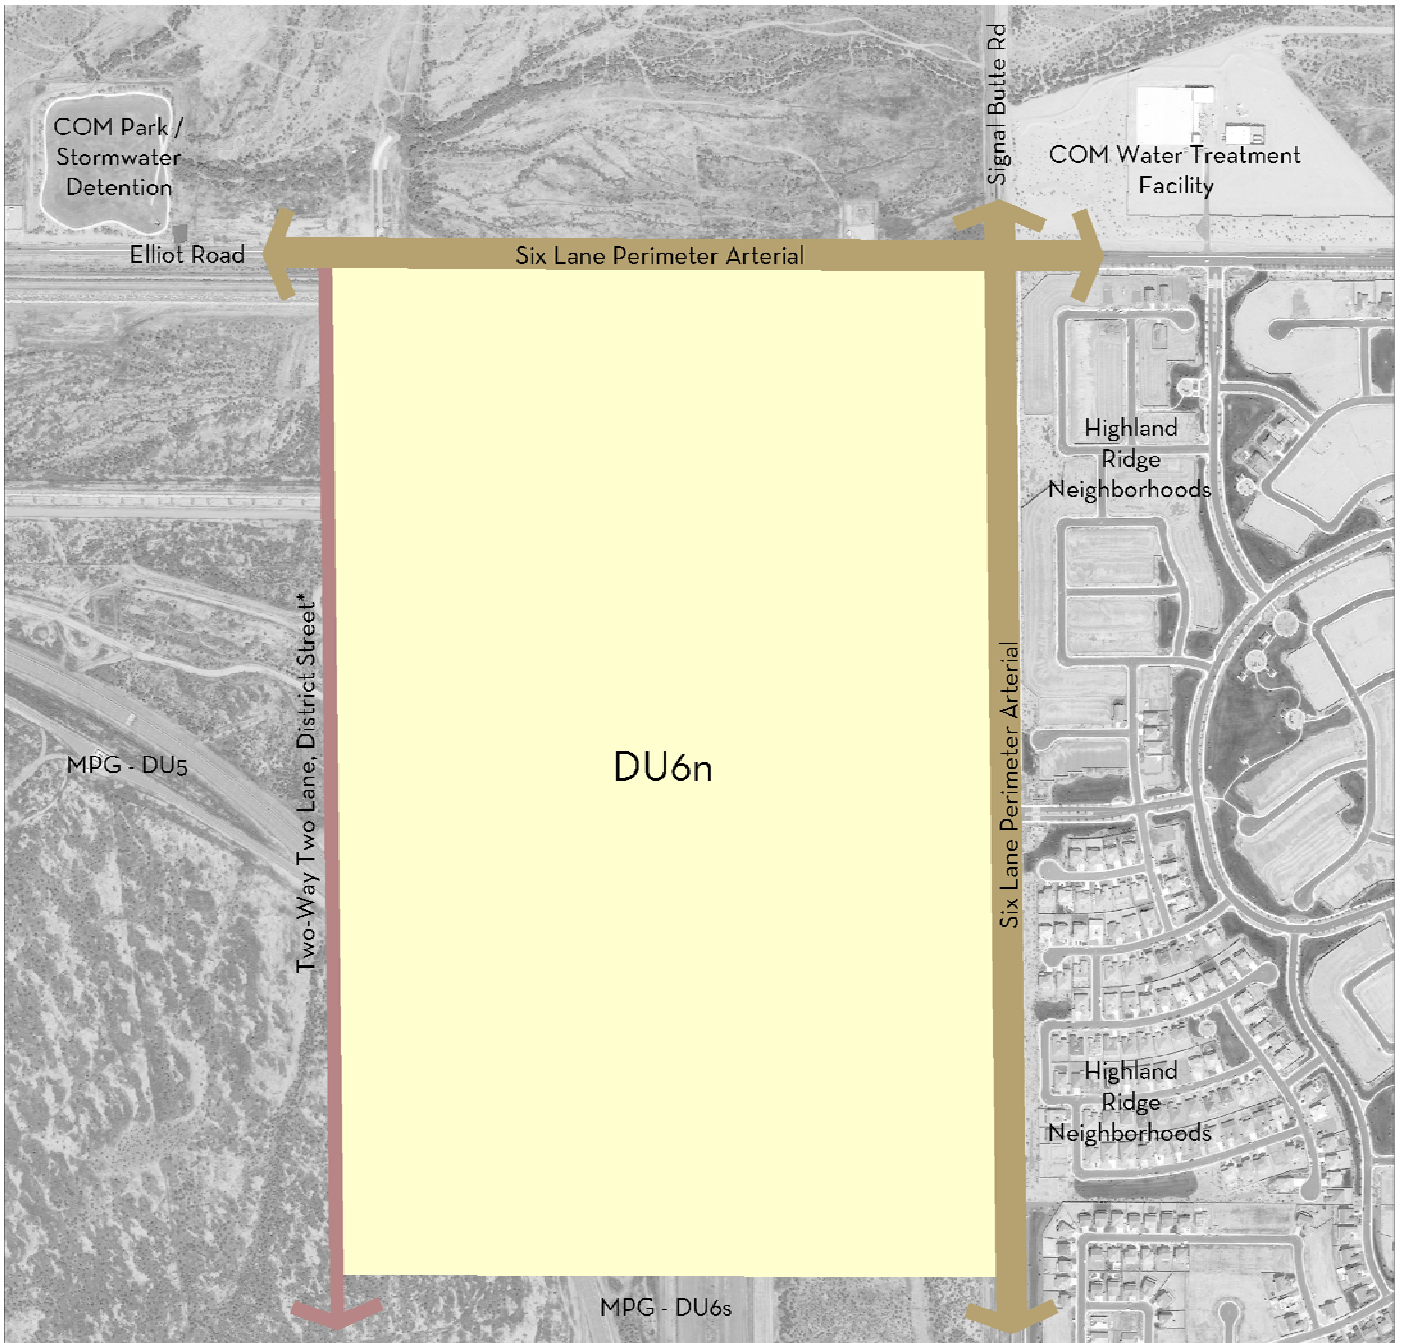 Signal Butte Rd
COM Park /
Stormwater
Detention
COM Water Treatment
Facility
Elliot Road
Six Lane Perimeter Arterial
Highland
Ridge
Neighborhoods
Two-Way Two Lane, District Street*
Six Lane Perimeter Arterial
MPG - DU5
DU6n
Highland
Ridge
Neighborhoods
MPG - DU6s